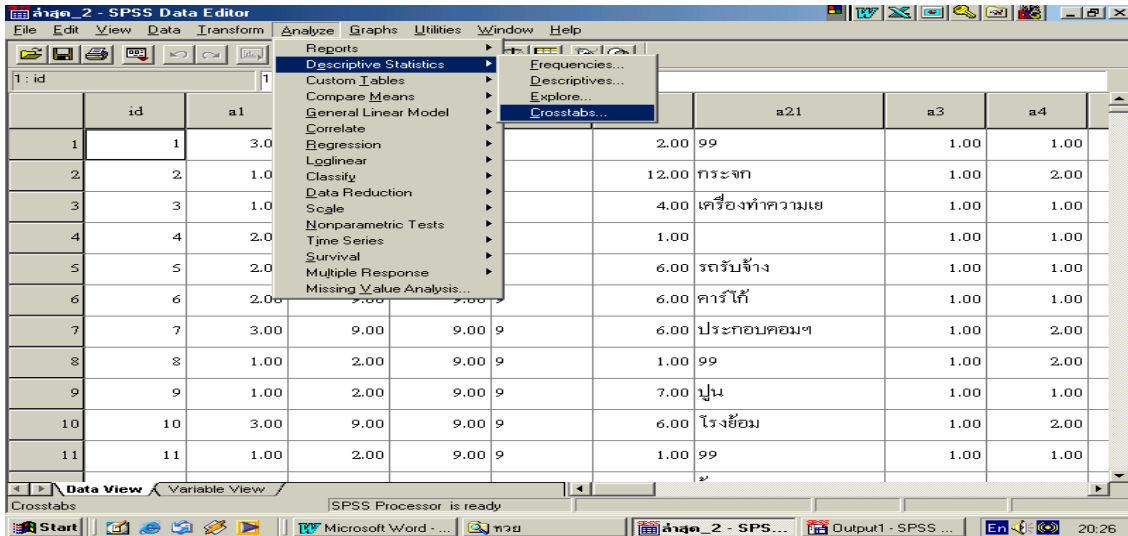 ล่าสุด_2 - SPSS Data Editor
File Edit View Data Transform Analyze Graphs Utilities Window Help
1 : id 1
Reports
Descriptive Statistics
Custom Tables
Compare Means
General Linear Model
Correlate
Regression
Loglinear
Classify
Data Reduction
Scale
Nonparametric Tests
Time Series
Survival
Multiple Response
Missing Value Analysis...
Frequencies...
Descriptives...
Explore...
Crosstabs...
id a1 a21 a3 a4
1 1 3.0 2.00 99 1.00 1.00
2 2 1.0 12.00 กระจก 1.00 2.00
3 3 1.0 4.00 เครื่องทำความเย 1.00 1.00
4 4 2.0 1.00 1.00 1.00
5 5 2.0 6.00 รถรับจ้าง 1.00 1.00
6 6 2.00 9.00 9.00 9 6.00 คาร์โก้ 1.00 1.00
7 7 3.00 9.00 9.00 9 6.00 ประกอบคอมฯ 1.00 2.00
8 8 1.00 2.00 9.00 9 1.00 99 1.00 2.00
9 9 1.00 2.00 9.00 9 7.00 ปูน 1.00 1.00
10 10 3.00 9.00 9.00 9 6.00 โรงย้อม 1.00 2.00
11 11 1.00 2.00 9.00 9 1.00 99 1.00 1.00
Data View Variable View
Crosstabs SPSS Processor is ready
Start Microsoft Word - ... หวย ล่าสุด_2 - SPS... Output1 - SPSS ... En 20:26